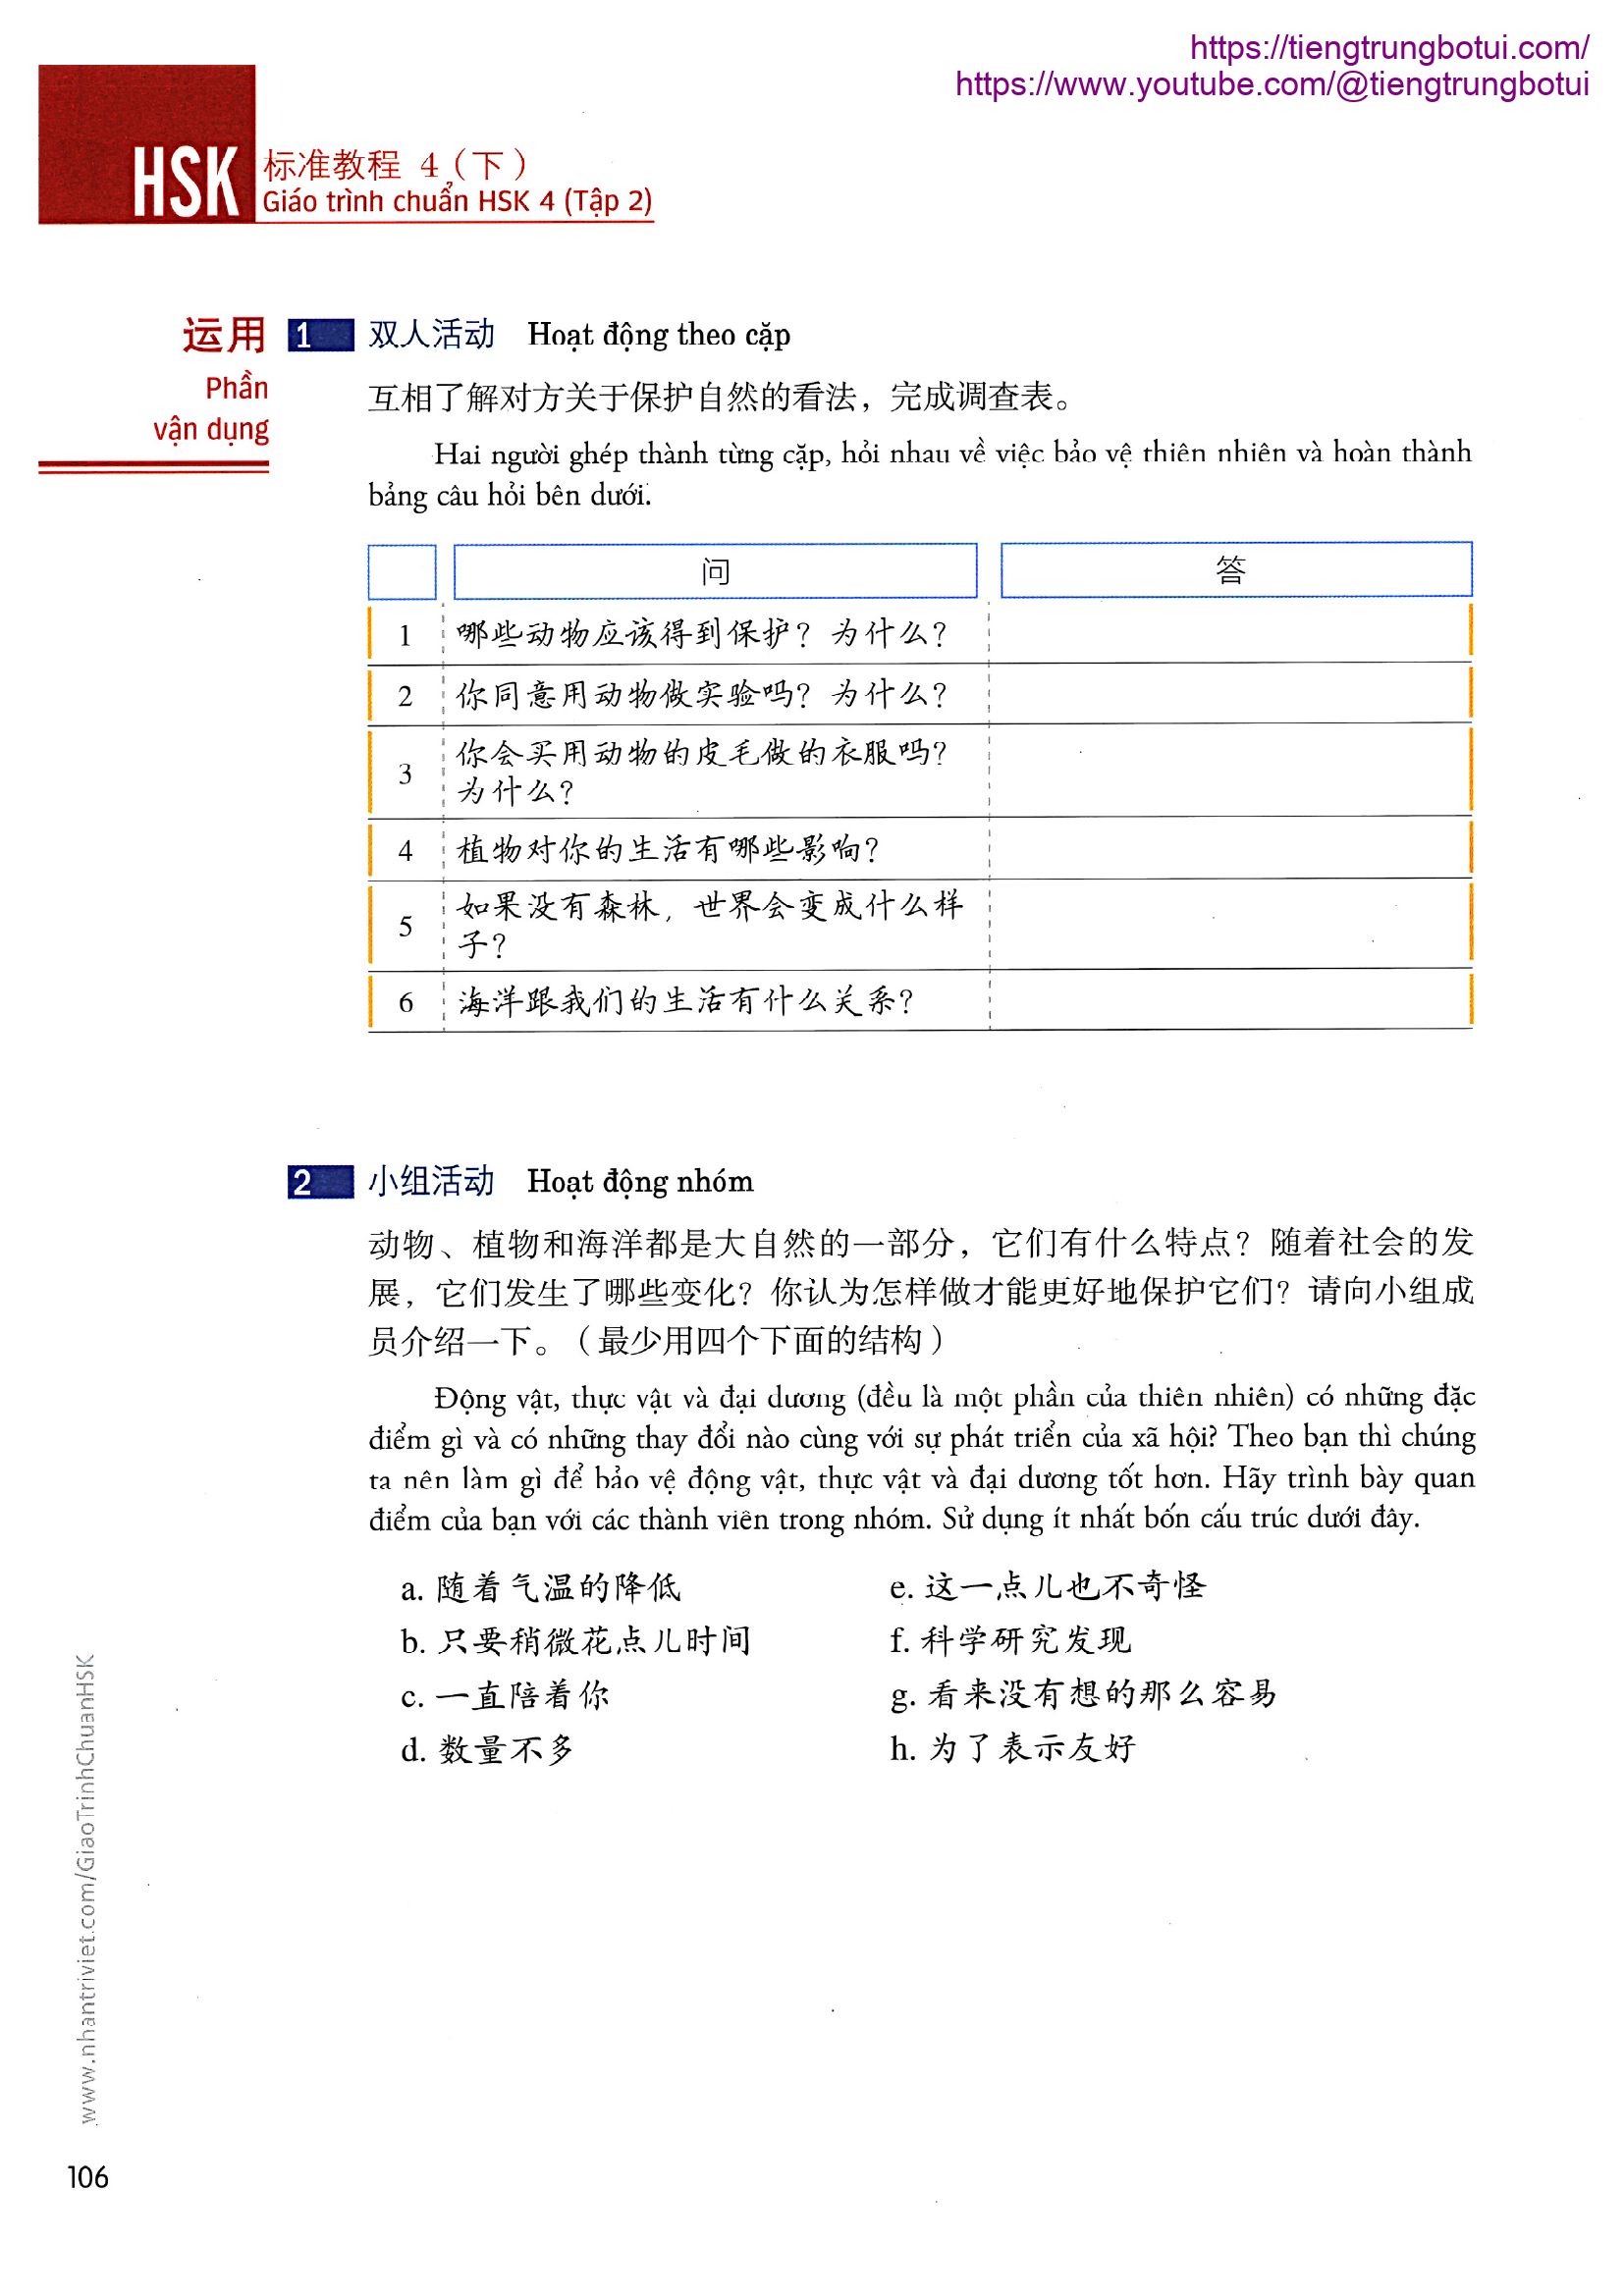 https://tiengtrungbotui.com/
https://www.youtube.com/@tiengtrungbotui
HSK 标准教程 4（下）
Giáo trình chuẩn HSK 4 (Tập 2)
运用
Phần
vận dụng
1 双人活动 Hoạt động theo cặp
互相了解对方关于保护自然的看法，完成调查表。
Hai người ghép thành từng cặp, hỏi nhau về việc bảo vệ thiên nhiên và hoàn thành
bảng câu hỏi bên dưới.
问 答
1 哪些动物应该得到保护？为什么？
2 你同意用动物做实验吗？为什么？
3 你会买用动物的皮毛做的衣服吗？
为什么？
4 植物对你的生活有哪些影响？
5 如果没有森林，世界会变成什么样
子？
6 海洋跟我们的生活有什么关系？
2 小组活动 Hoạt động nhóm
动物、植物和海洋都是大自然的一部分，它们有什么特点？随着社会的发
展，它们发生了哪些变化？你认为怎样做才能更好地保护它们？请向小组成
员介绍一下。（最少用四个下面的结构）
Động vật, thực vật và đại dương (đều là một phần của thiên nhiên) có những đặc
điểm gì và có những thay đổi nào cùng với sự phát triển của xã hội? Theo bạn thì chúng
ta nên làm gì để bảo vệ động vật, thực vật và đại dương tốt hơn. Hãy trình bày quan
điểm của bạn với các thành viên trong nhóm. Sử dụng ít nhất bốn cấu trúc dưới đây.
a. 随着气温的降低
b. 只要稍微花点儿时间
c. 一直陪着你
d. 数量不多
e. 这一点儿也不奇怪
f. 科学研究发现
g. 看来没有想的那么容易
h. 为了表示友好
www.nhantriviet.com/GiaoTrinhChuanHSK
106